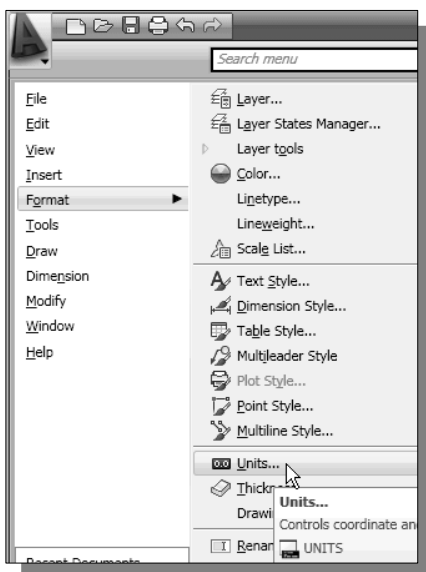 Search menu
File
Edit
View
Insert
Format
Tools
Draw
Dimension
Modify
Window
Help
Layer...
Layer States Manager...
Layer tools
Color...
Linetype...
Lineweight...
Scale List...
Text Style...
Dimension Style...
Table Style...
Multileader Style
Plot Style...
Point Style...
Multiline Style...
0.0 Units...
Units...
Controls coordinate
UNITS